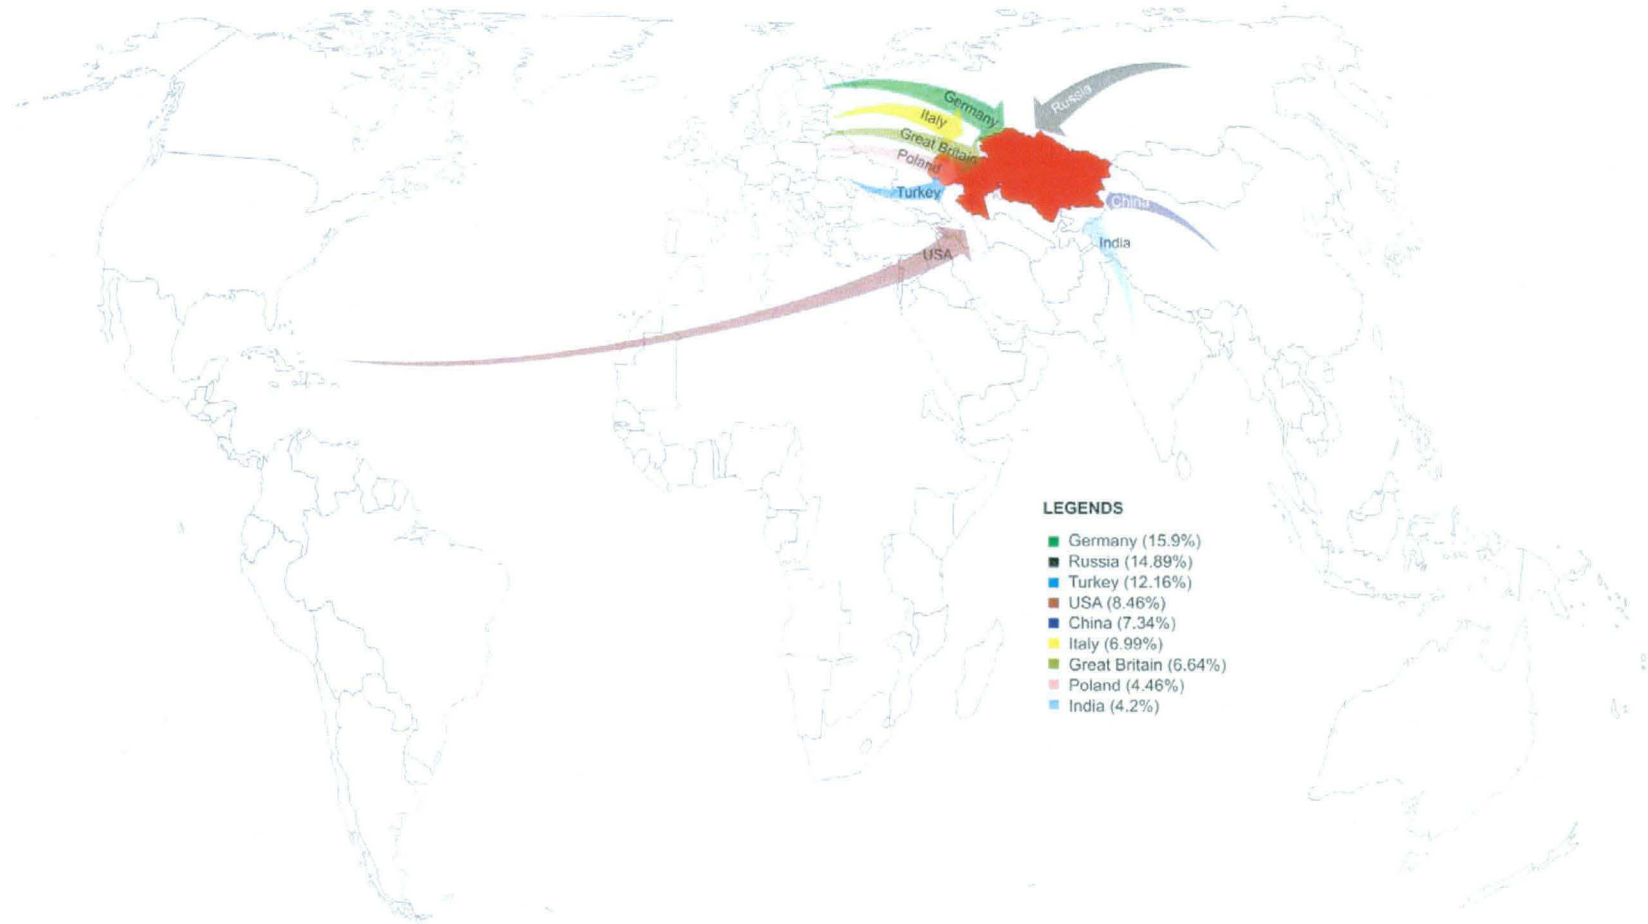 Germany
Russia
Italy
Great Britain
Poland
Turkey
China
India
USA
LEGENDS
Germany (15.9%)
Russia (14.89%)
Turkey (12.16%)
USA (8.46%)
China (7.34%)
Italy (6.99%)
Great Britain (6.64%)
Poland (4.46%)
India (4.2%)